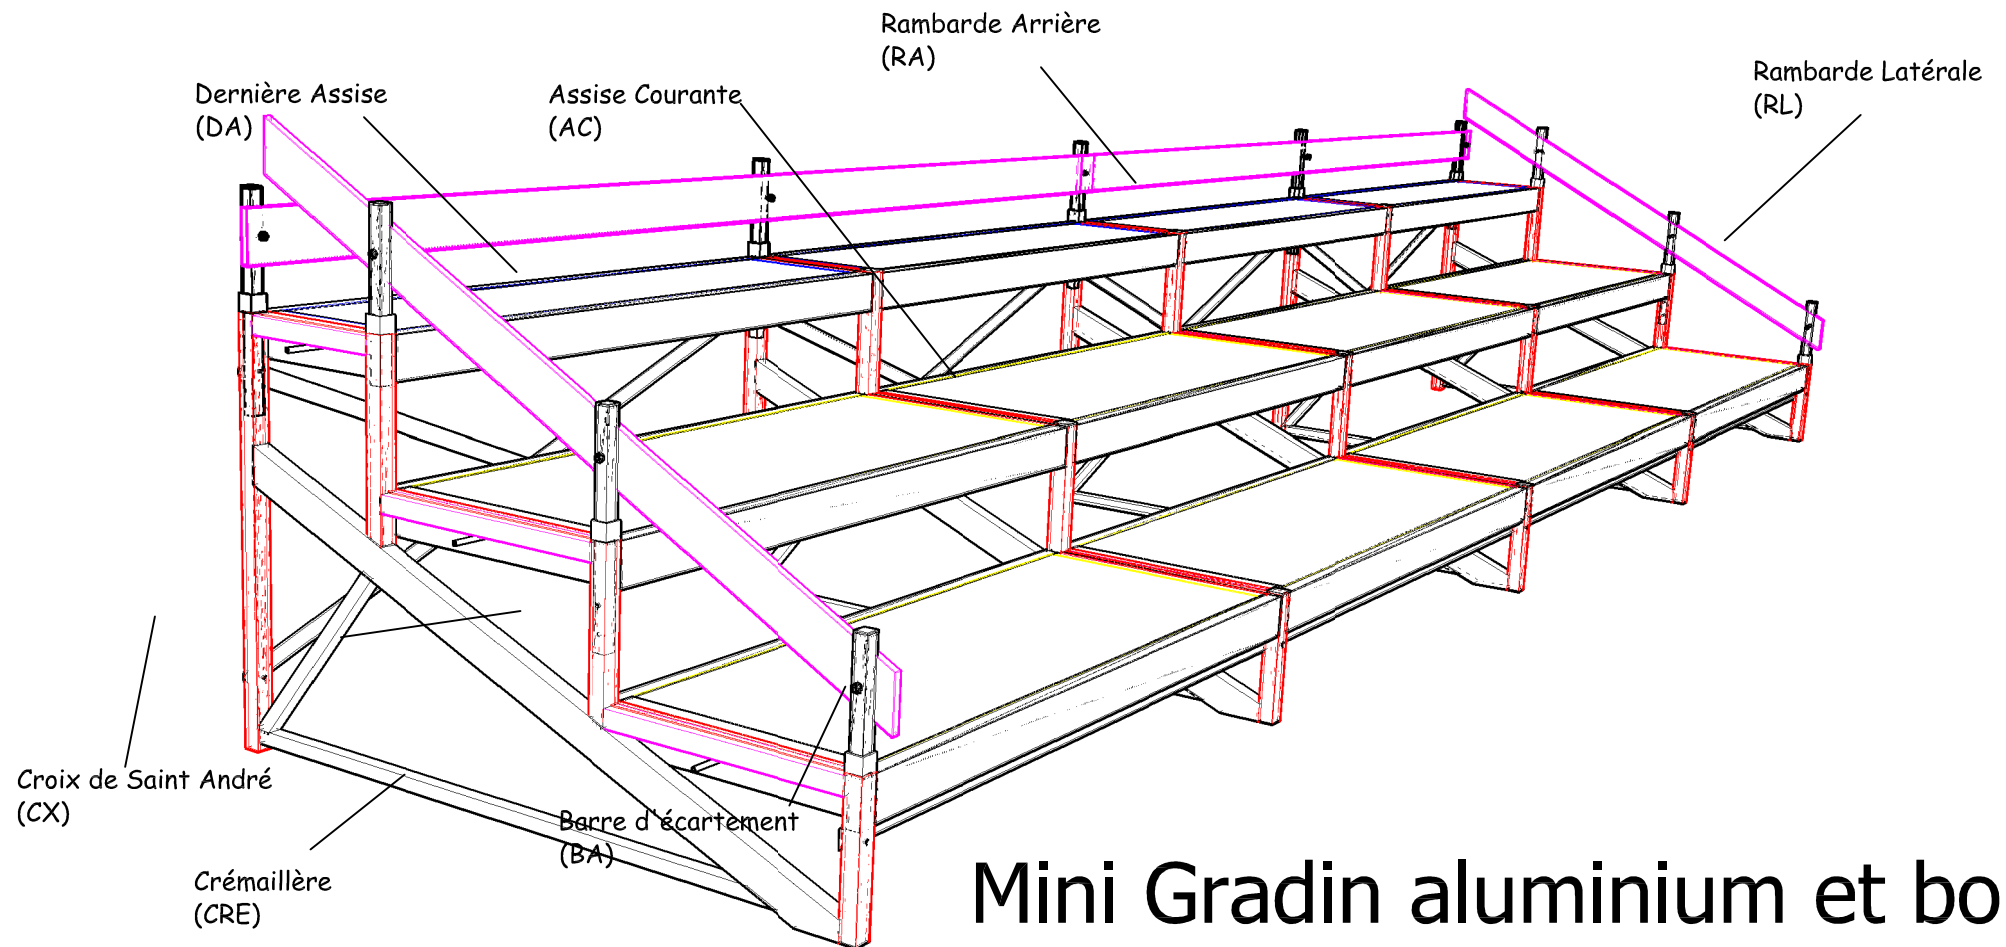 Rambarde Arrière
(RA)
Rambarde Latérale
(RL)
Dernière Assise
(DA)
Assise Courante
(AC)
Croix de Saint André
(CX)
Barre d'écartement
(BA)
Crémaillère
(CRE)
Mini Gradin aluminium et bo